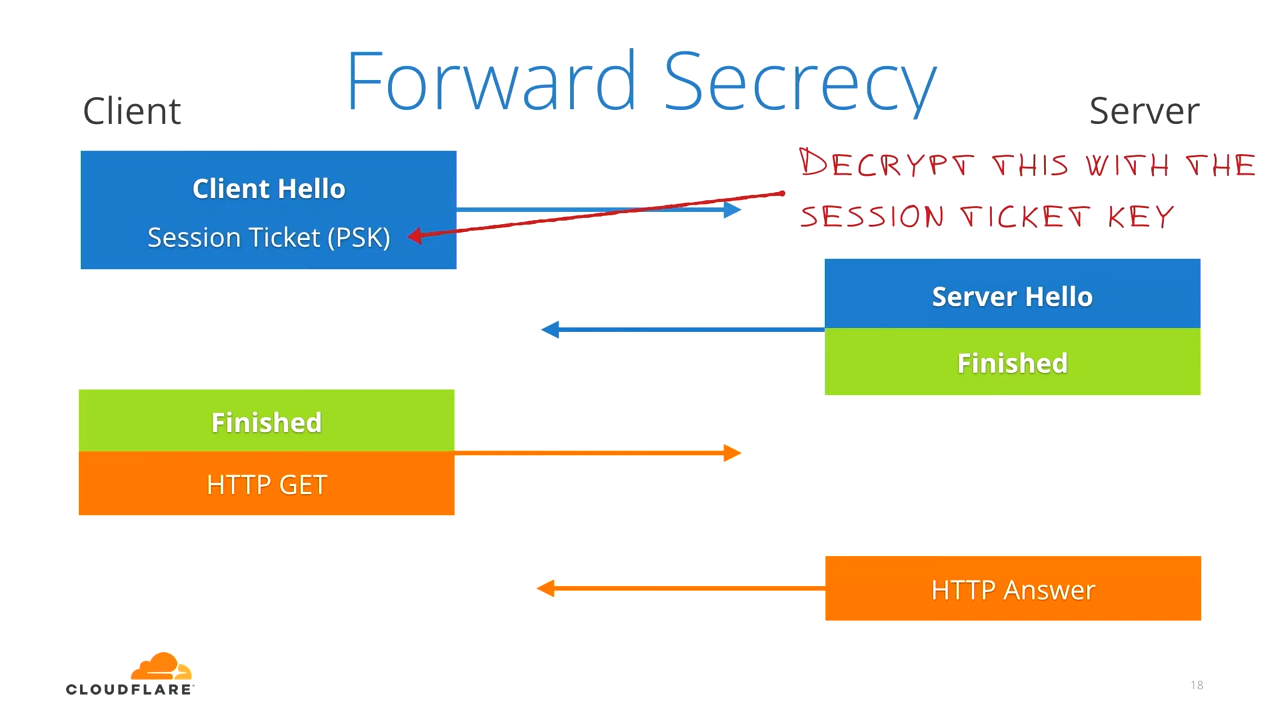 Forward Secrecy
Client
Server
DECRYPT THIS WITH THE
SESSION TICKET KEY
Client Hello
Session Ticket (PSK)
Server Hello
Finished
Finished
HTTP GET
HTTP Answer
CLOUDFLARE
18